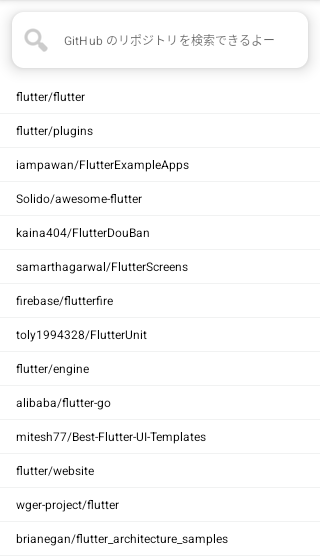 GitHub のリポジトリを検索できるよー
flutter/flutter
flutter/plugins
iampawan/FlutterExampleApps
Solido/awesome-flutter
kaina404/FlutterDouBan
samarthagarwal/FlutterScreens
firebase/flutterfire
toly1994328/FlutterUnit
flutter/engine
alibaba/flutter-go
mitesh77/Best-Flutter-UI-Templates
flutter/website
wger-project/flutter
brianegan/flutter_architecture_samples